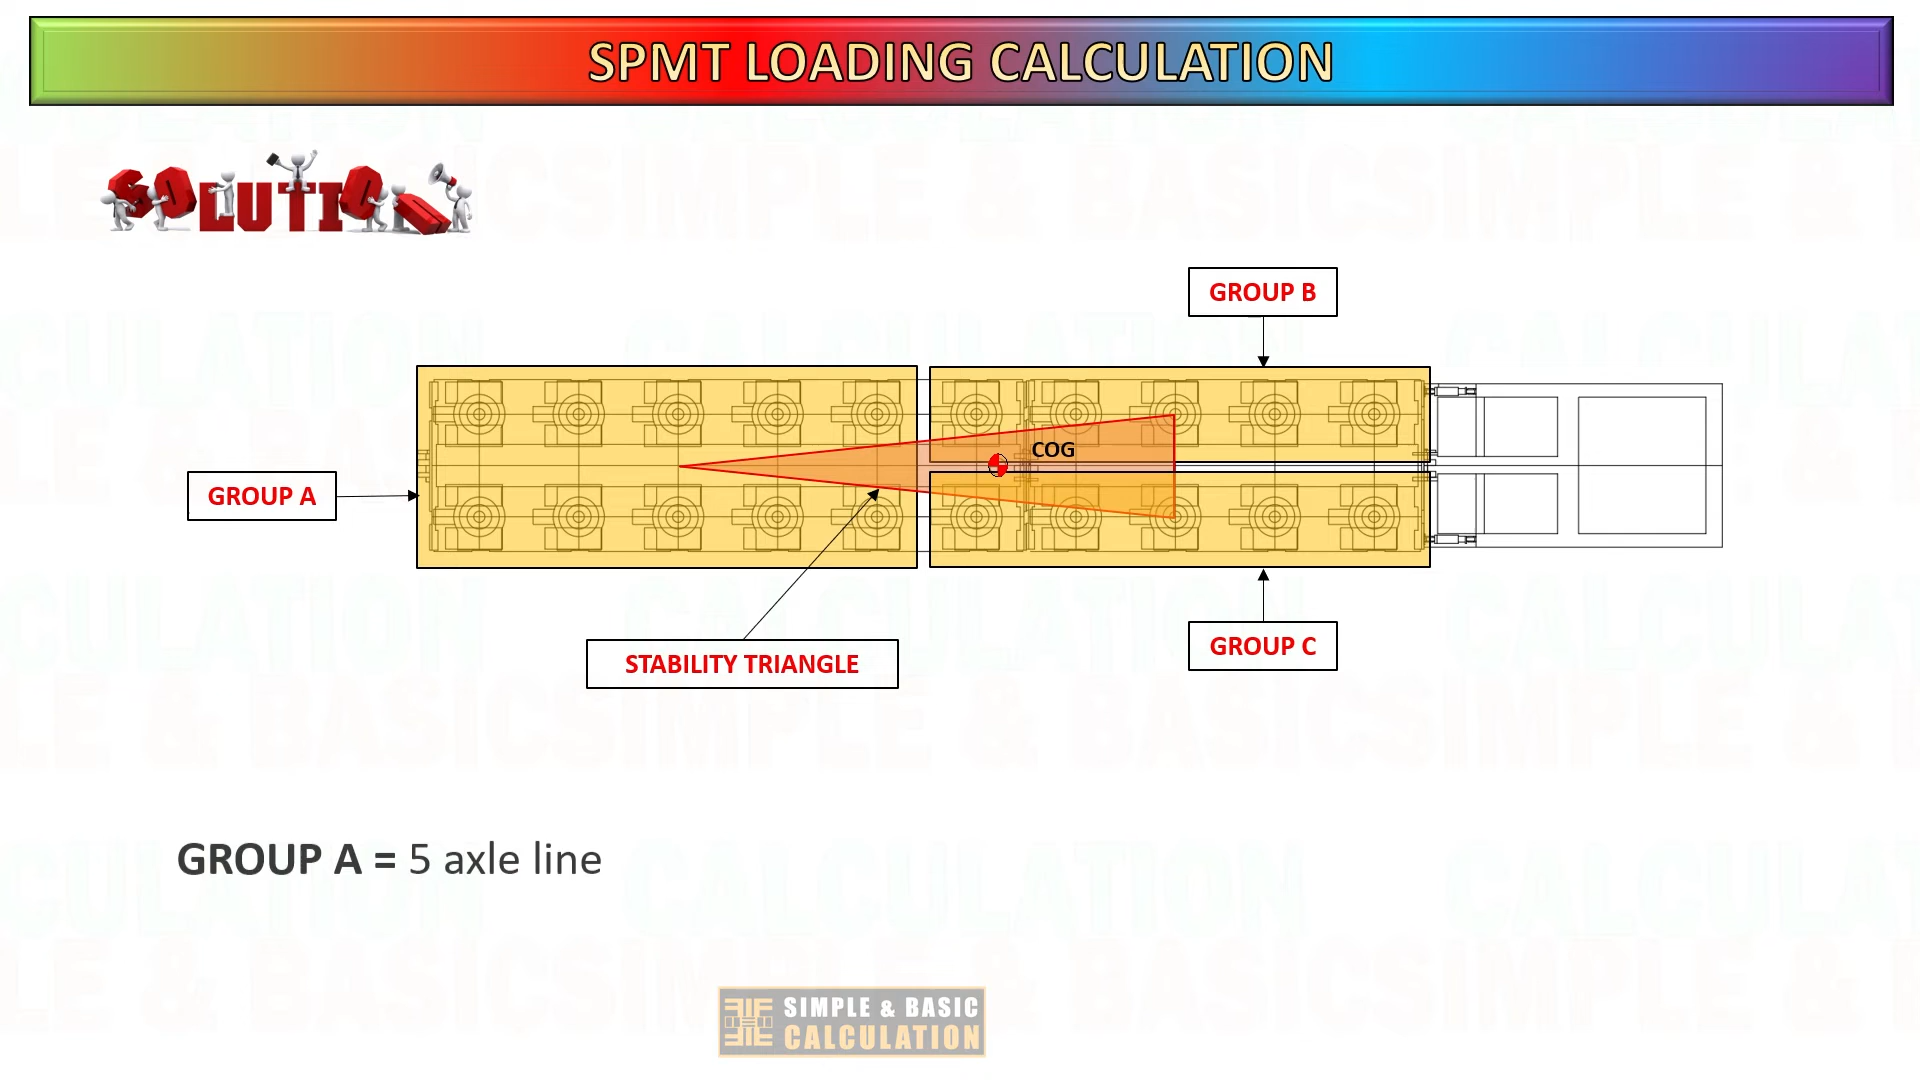 SPMT LOADING CALCULATION
SOLUTION
GROUP B
COG
GROUP A
GROUP C
STABILITY TRIANGLE
GROUP A = 5 axle line
SIMPLE & BASIC
CALCULATION